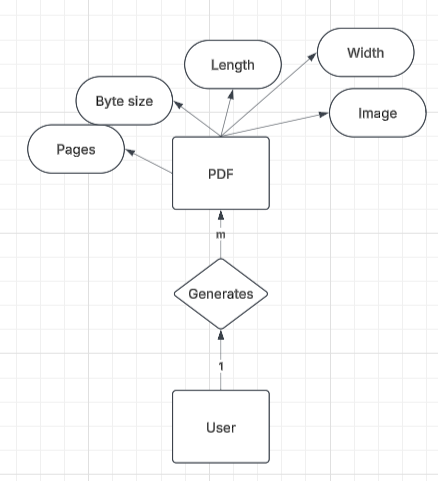 Length
Width
Byte size
Image
Pages
PDF
m
Generates
1
User